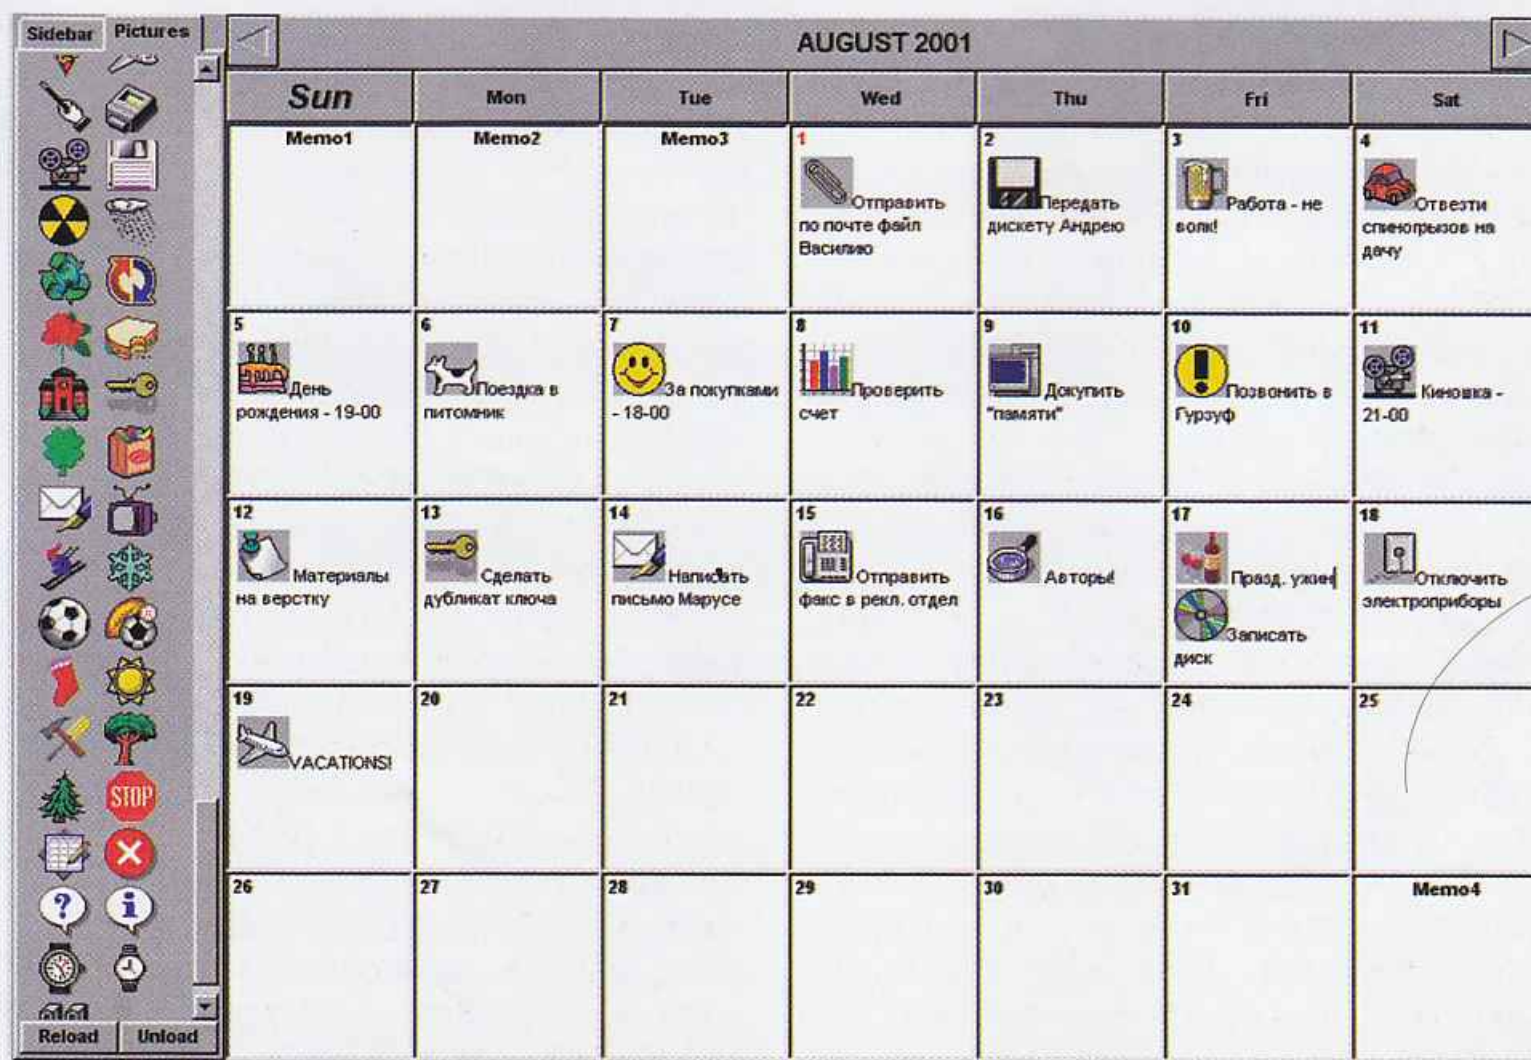 Sidebar Pictures
AUGUST 2001
Sun Mon Tue Wed Thu Fri Sat
Memo1
Memo2
Memo3
1
Отправить
по почте файл
Василию
2
Передать
дискету Андрею
3
Работа - не
волк!
4
Отвезти
спиногрызов на
дачу
5
День
рождения - 19-00
6
Поездка в
питомник
7
За покупками
- 18-00
8
Проверить
счет
9
Докупить
"памяти"
10
Позвонить в
Гурзуф
11
Киношка -
21-00
12
Материалы
на верстку
13
Сделать
дубликат ключа
14
Написать
письмо Марусе
15
Отправить
факс в рекл. отдел
16
Авторы!
17
Празд. ужин
Записать
диск
18
Отключить
электроприборы
19
VACATIONS!
20
21
22
23
24
25
26
27
28
29
30
31
Memo4
STOP
Reload Unload